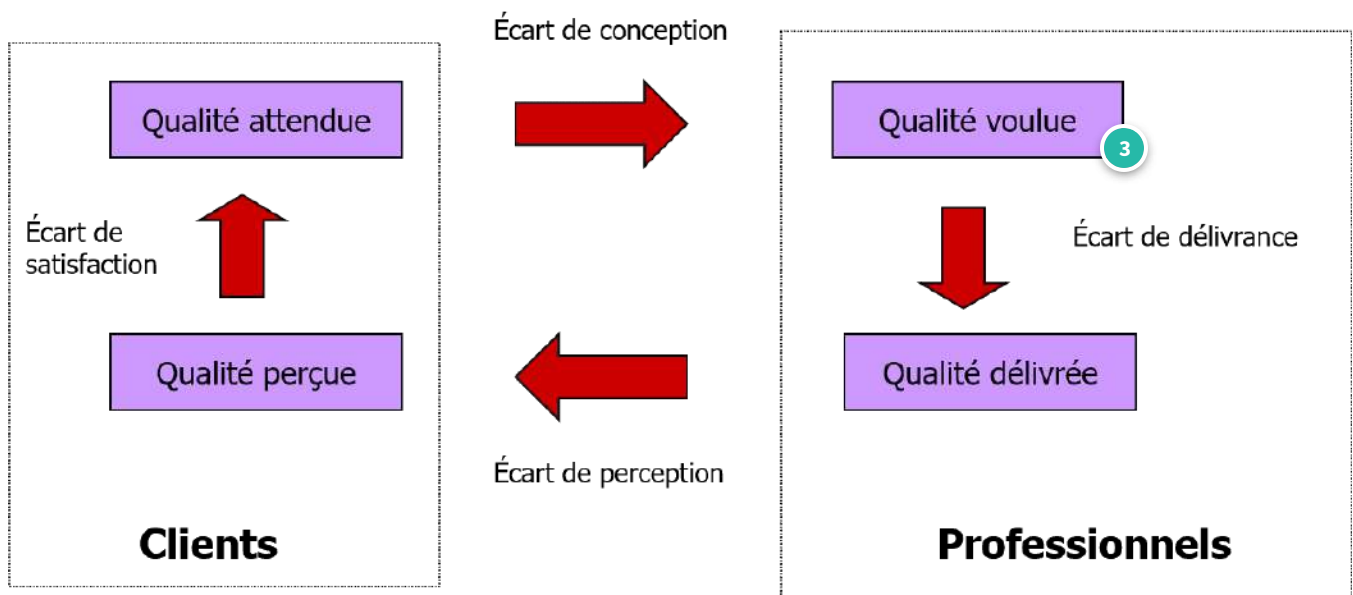 Écart de conception
Qualité attendue
Qualité voulue
3
Écart de
satisfaction
Écart de délivrance
Qualité perçue
Qualité délivrée
Écart de perception
Clients
Professionnels